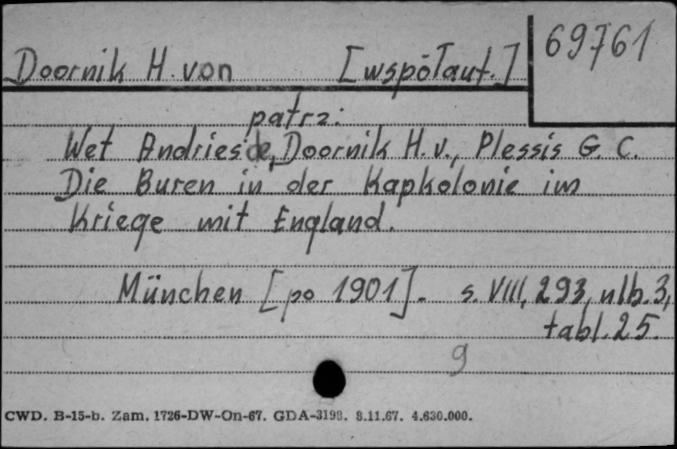 69761
Doornik H. von [współaut.]
patrz:
Wet Andries de, Doornik H. v., Plessis G. C.
Die Buren in der Kapkolonie im
Kriege mit England.
München [po 1901]. s. VIII, 293, nlb. 3,
tabl. 25.
9
CWD. B-15-b. Zam. 1726-DW-On-67. GDA-3198. 8.11.67. 4.630.000.